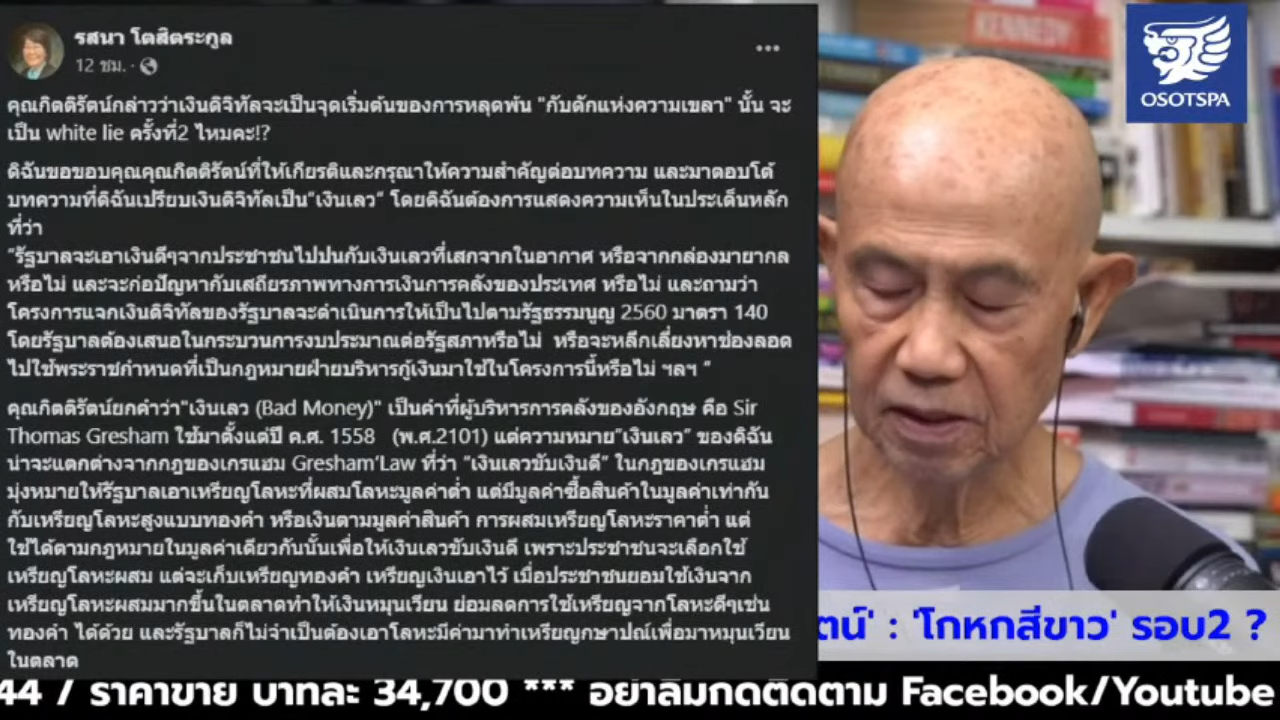 รสนา โตสิตระกูล
12 ชม. ·
คุณกิตติรัตน์กล่าวว่าเงินดิจิทัลจะเป็นจุดเริ่มต้นของการหลุดพ้น "กับดักแห่งความเขลา" นั้น จะ
เป็น white lie ครั้งที่2 ไหมคะ!?
ดิฉันขอขอบคุณคุณกิตติรัตน์ที่ให้เกียรติและกรุณาให้ความสำคัญต่อบทความ และมาตอบโต้
บทความที่ดิฉันเปรียบเงินดิจิทัลเป็น"เงินเลว" โดยดิฉันต้องการแสดงความเห็นในประเด็นหลัก
ที่ว่า
"รัฐบาลจะเอาเงินดีๆจากประชาชนไปปนกับเงินเลวที่เสกจากในอากาศ หรือจากกล่องมายากล
หรือไม่ และจะก่อปัญหากับเสถียรภาพทางการเงินการคลังของประเทศ หรือไม่ และถามว่า
โครงการแจกเงินดิจิทัลของรัฐบาลจะดำเนินการให้เป็นไปตามรัฐธรรมนูญ 2560 มาตรา 140
โดยรัฐบาลต้องเสนอในกระบวนการงบประมาณต่อรัฐสภาหรือไม่ หรือจะหลีกเลี่ยงหาช่องลอด
ไปใช้พระราชกำหนดที่เป็นกฎหมายฝ่ายบริหารกู้เงินมาใช้ในโครงการนี้หรือไม่ ฯลฯ "
คุณกิตติรัตน์ยกคำว่า"เงินเลว (Bad Money)" เป็นคำที่ผู้บริหารการคลังของอังกฤษ คือ Sir
Thomas Gresham ใช้มาตั้งแต่ปี ค.ศ. 1558 (พ.ศ.2101) แต่ความหมาย"เงินเลว" ของดิฉัน
น่าจะแตกต่างจากกฎของเกรแฮม Gresham'Law ที่ว่า "เงินเลวขับเงินดี" ในกฎของเกรแฮม
มุ่งหมายให้รัฐบาลเอาเหรียญโลหะที่ผสมโลหะมูลค่าต่ำ แต่มีมูลค่าซื้อสินค้าในมูลค่าเท่ากัน
กับเหรียญโลหะสูงแบบทองคำ หรือเงินตามมูลค่าสินค้า การผสมเหรียญโลหะราคาต่ำ แต่
ใช้ได้ตามกฎหมายในมูลค่าเดียวกันนั้นเพื่อให้เงินเลวขับเงินดี เพราะประชาชนจะเลือกใช้
เหรียญโลหะผสม แต่จะเก็บเหรียญทองคำ เหรียญเงินเอาไว้ เมื่อประชาชนยอมใช้เงินจาก
เหรียญโลหะผสมมากขึ้นในตลาดทำให้เงินหมุนเวียน ย่อมลดการใช้เหรียญจากโลหะดีๆเช่น
ทองคำ ได้ด้วย และรัฐบาลก็ไม่จำเป็นต้องเอาโลหะมีค่ามาทำเหรียญกษาปณ์เพื่อมาหมุนเวียน
ในตลาด
KENNEDY
OSOTSPA
ตน์' : 'โกหกสีขาว' รอบ2 ?
44 / ราคาขาย บาทละ 34,700 *** อย่าลืมกดติดตาม Facebook/Youtube